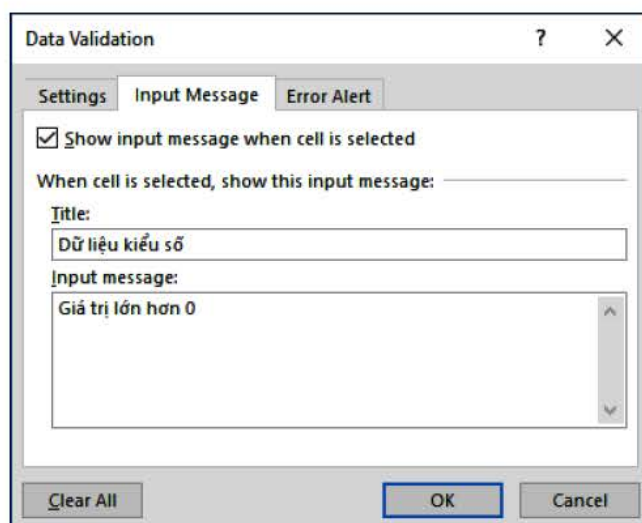 Data Validation ?
Settings Input Message Error Alert
Show input message when cell is selected
When cell is selected, show this input message:
Title:
Dữ liệu kiểu số
Input message:
Giá trị lớn hơn 0
Clear All OK Cancel